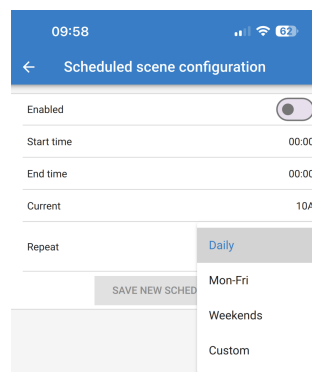 09:58 62
Scheduled scene configuration
Enabled
Start time 00:00
End time 00:00
Current 10A
Repeat
Daily
Mon-Fri
SAVE NEW SCHED
Weekends
Custom